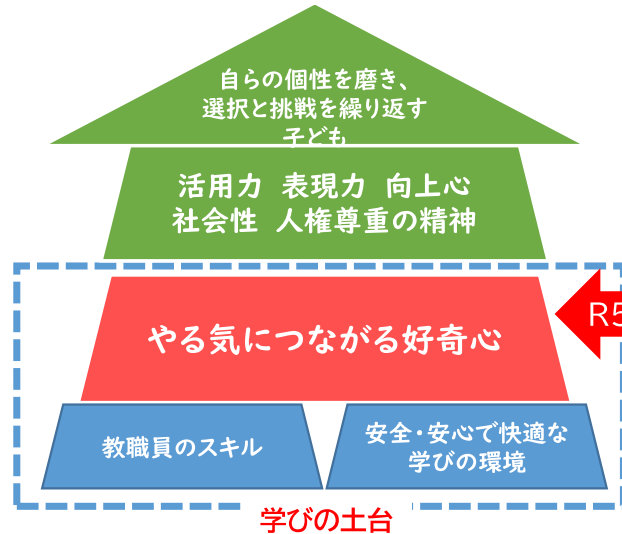 自らの個性を磨き、
選択と挑戦を繰り返す
子ども
活用力 表現力 向上心
社会性 人権尊重の精神
やる気につながる好奇心
R5
教職員のスキル
安全・安心で快適な
学びの環境
学びの土台